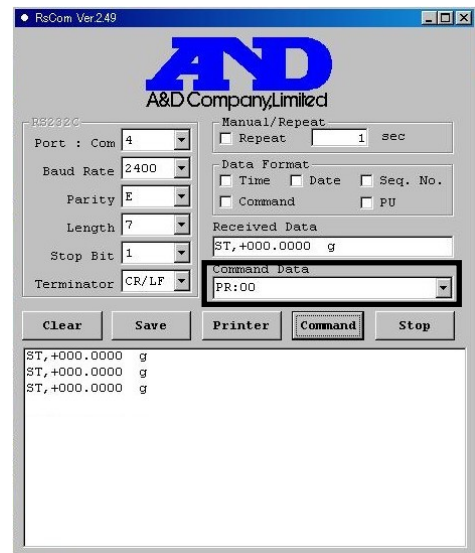 RsCom Ver.2.49
A&D
A&D Company,Limited
RS232C
Port : Com 4
Baud Rate 2400
Parity E
Length 7
Stop Bit 1
Terminator CR/LF
Manual/Repeat
Repeat 1 sec
Data Format
Time Date Seq. No.
Command PU
Received Data
ST,+000.0000 g
Command Data
PR:00
Clear Save Printer Command Stop
ST,+000.0000 g
ST,+000.0000 g
ST,+000.0000 g